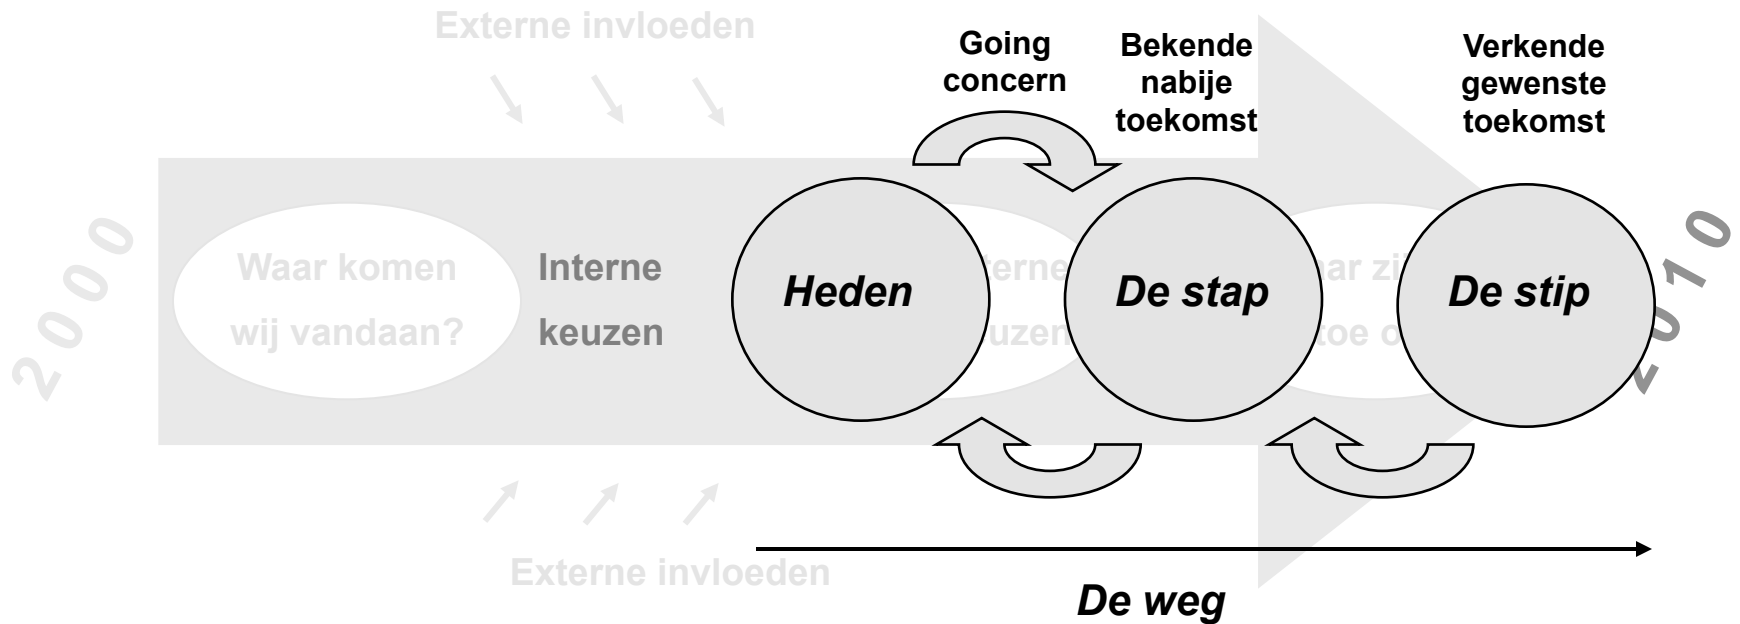 Externe invloeden
Going
concern
Bekende
nabije
toekomst
Verkende
gewenste
toekomst
2000
Waar komen
wij vandaan?
Interne
keuzen
Heden
De stap
De stip
2010
Externe invloeden
De weg